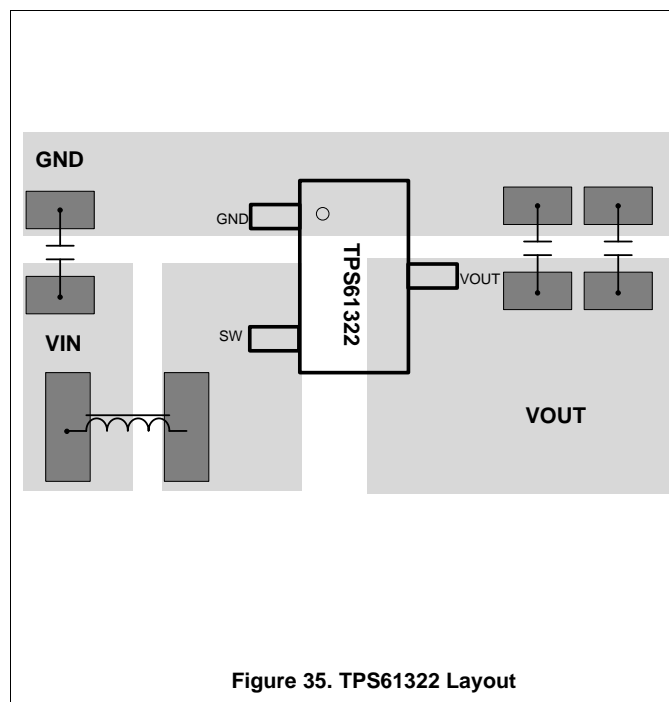 GND
GND
TPS61322
VOUT
SW
VIN
VOUT
Figure 35. TPS61322 Layout